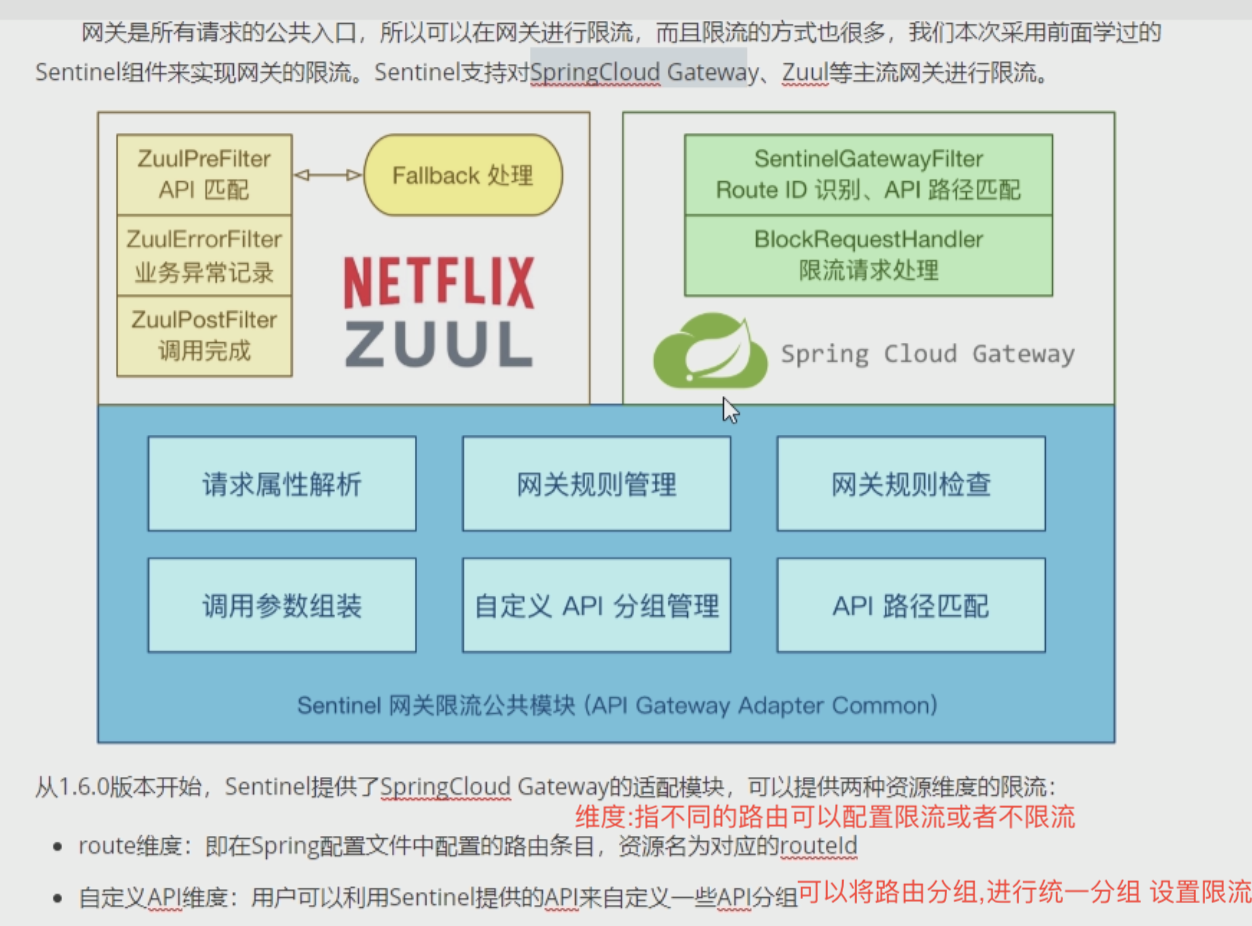 网关是所有请求的公共入口，所以可以在网关进行限流，而且限流的方式也很多，我们本次采用前面学过的
Sentinel组件来实现网关的限流。Sentinel支持对SpringCloud Gateway、Zuul等主流网关进行限流。
ZuulPreFilter
API 匹配
Fallback 处理
ZuulErrorFilter
业务异常记录
ZuulPostFilter
调用完成
NETFLIX
ZUUL
SentinelGatewayFilter
Route ID 识别、API 路径匹配
BlockRequestHandler
限流请求处理
Spring Cloud Gateway
请求属性解析
网关规则管理
网关规则检查
调用参数组装
自定义 API 分组管理
API 路径匹配
Sentinel 网关限流公共模块 (API Gateway Adapter Common)
从1.6.0版本开始，Sentinel提供了SpringCloud Gateway的适配模块，可以提供两种资源维度的限流：
维度:指不同的路由可以配置限流或者不限流
route维度：即在Spring配置文件中配置的路由条目，资源名为对应的routeId
自定义API维度：用户可以利用Sentinel提供的API来自定义一些API分组可以将路由分组,进行统一分组 设置限流